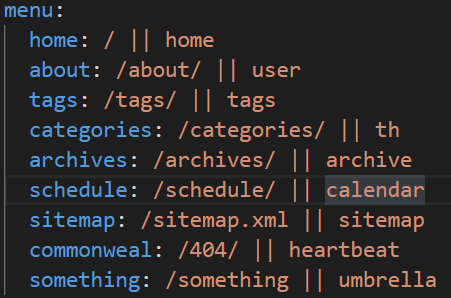 menu:
  home: / || home
  about: /about/ || user
  tags: /tags/ || tags
  categories: /categories/ || th
  archives: /archives/ || archive
  schedule: /schedule/ || calendar
  sitemap: /sitemap.xml || sitemap
  commonweal: /404/ || heartbeat
  something: /something || umbrella